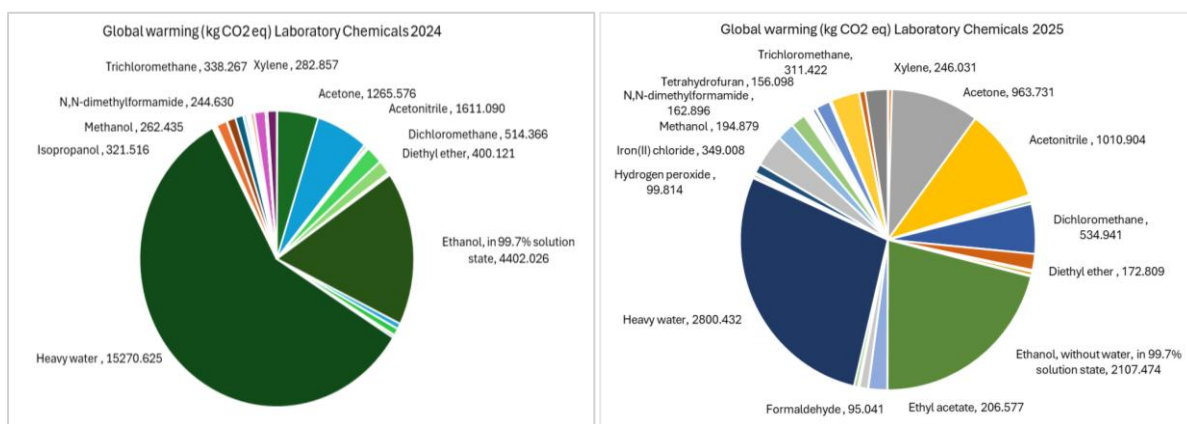 Global warming (kg CO2 eq) Laboratory Chemicals 2024
Trichloromethane , 338.267
Xylene , 282.857
N,N-dimethylformamide , 244.630
Acetone , 1265.576
Methanol , 262.435
Acetonitrile , 1611.090
Isopropanol , 321.516
Dichloromethane , 514.366
Diethyl ether , 400.121
Ethanol, in 99.7% solution
state, 4402.026
Heavy water , 15270.625
Global warming (kg CO2 eq) Laboratory Chemicals 2025
Trichloromethane,
311.422
Xylene , 246.031
Tetrahydrofuran , 156.098
Acetone , 963.731
N,N-dimethylformamide ,
162.896
Methanol , 194.879
Acetonitrile , 1010.904
Iron(II) chloride , 349.008
Hydrogen peroxide ,
99.814
Dichloromethane ,
534.941
Diethyl ether , 172.809
Heavy water, 2800.432
Ethanol, without water, in 99.7%
solution state, 2107.474
Formaldehyde , 95.041
Ethyl acetate , 206.577